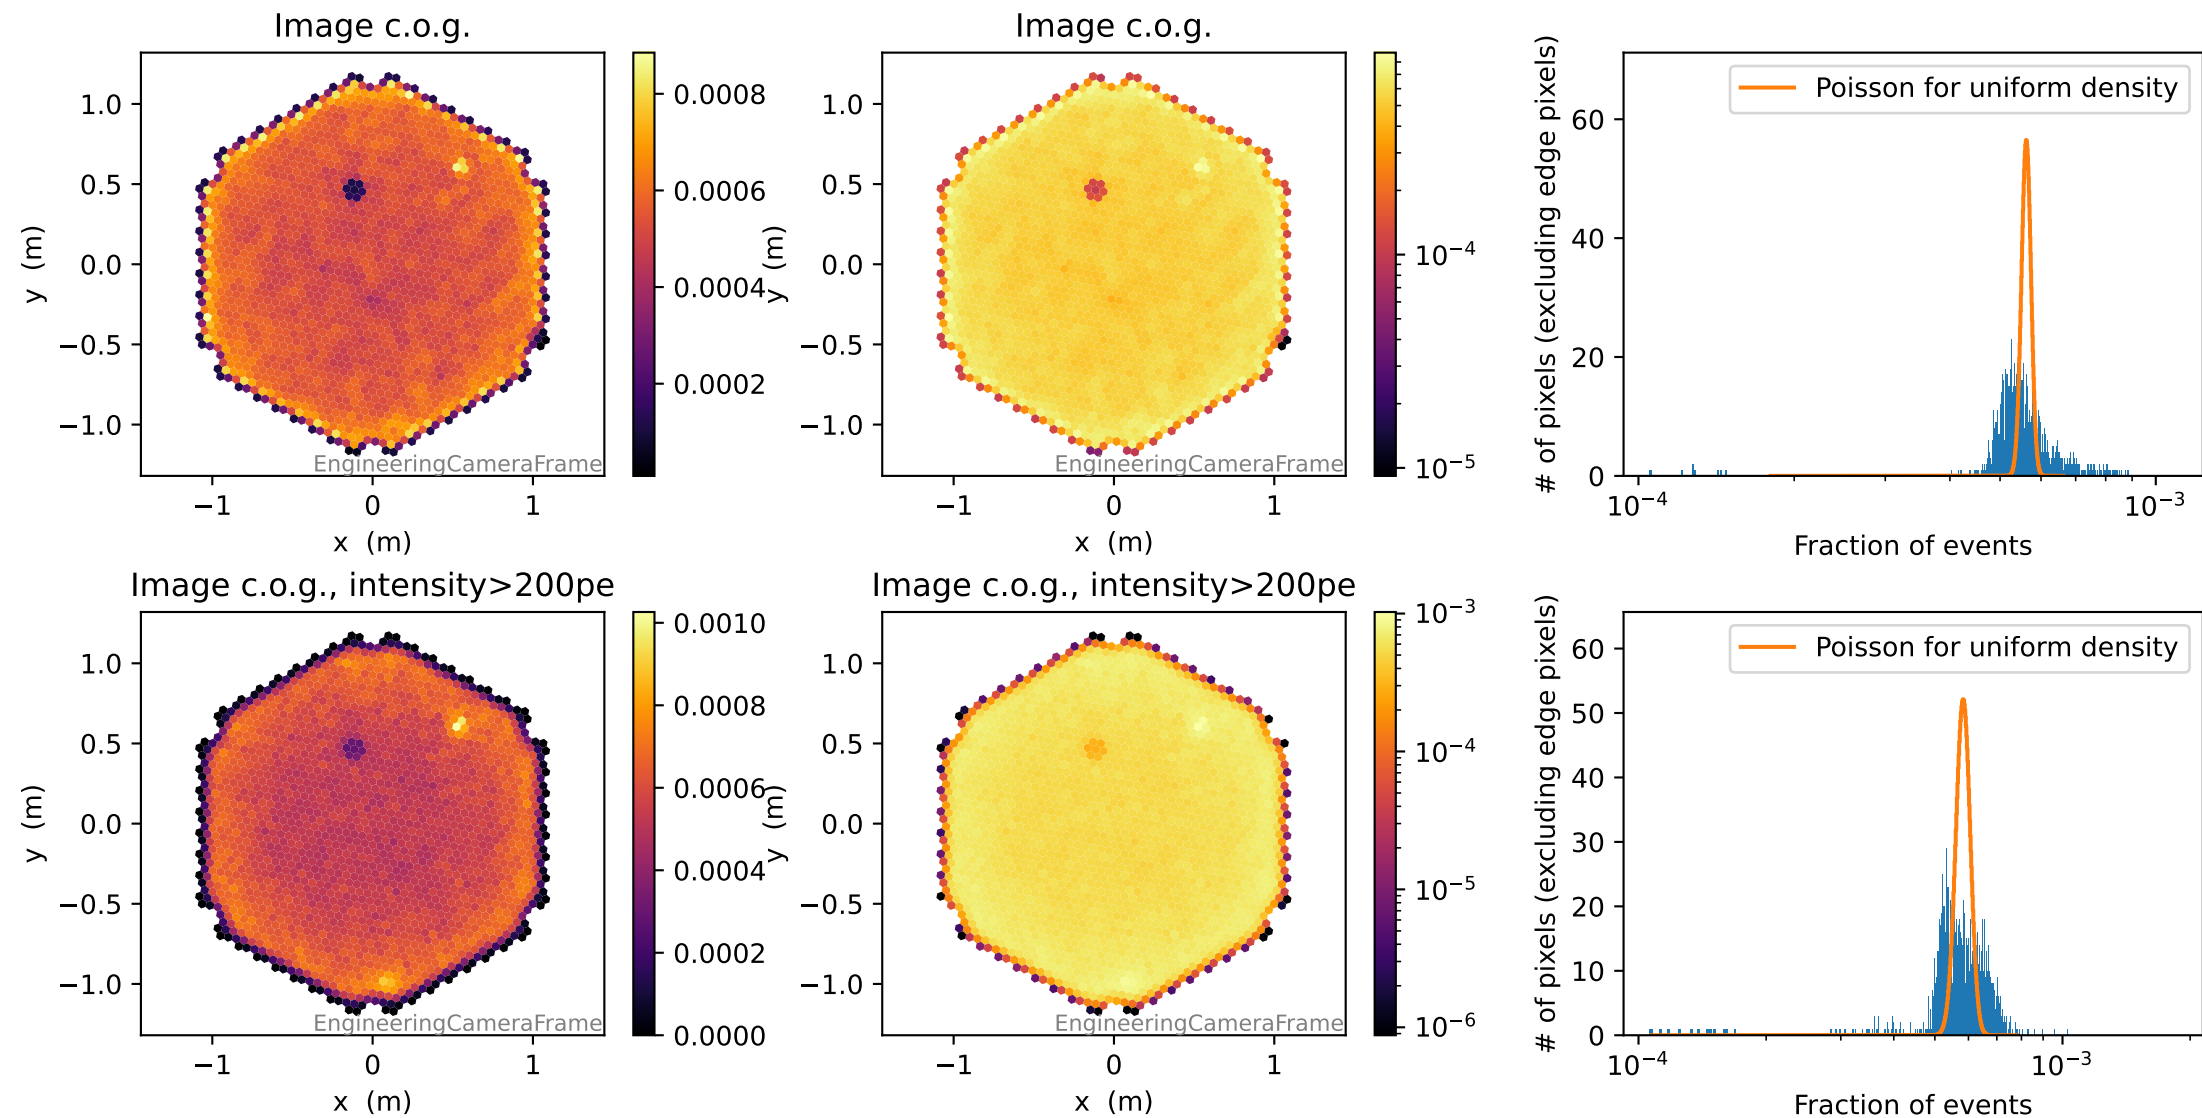 Image c.o.g.
1.0
0.5
0.0
−0.5
−1.0
y (m)
−1
0
1
x (m)
EngineeringCameraFrame
0.0008
0.0006
0.0004
0.0002
Image c.o.g.
1.0
0.5
0.0
−0.5
−1.0
y (m)
−1
0
1
x (m)
EngineeringCameraFrame
10⁻⁴
10⁻⁵
# of pixels (excluding edge pixels)
60
40
20
0
Poisson for uniform density
10⁻⁴
10⁻³
Fraction of events
Image c.o.g., intensity>200pe
1.0
0.5
0.0
−0.5
−1.0
y (m)
−1
0
1
x (m)
EngineeringCameraFrame
0.0010
0.0008
0.0006
0.0004
0.0002
0.0000
Image c.o.g., intensity>200pe
1.0
0.5
0.0
−0.5
−1.0
y (m)
−1
0
1
x (m)
EngineeringCameraFrame
10⁻³
10⁻⁴
10⁻⁵
10⁻⁶
# of pixels (excluding edge pixels)
60
50
40
30
20
10
0
Poisson for uniform density
10⁻⁴
10⁻³
Fraction of events